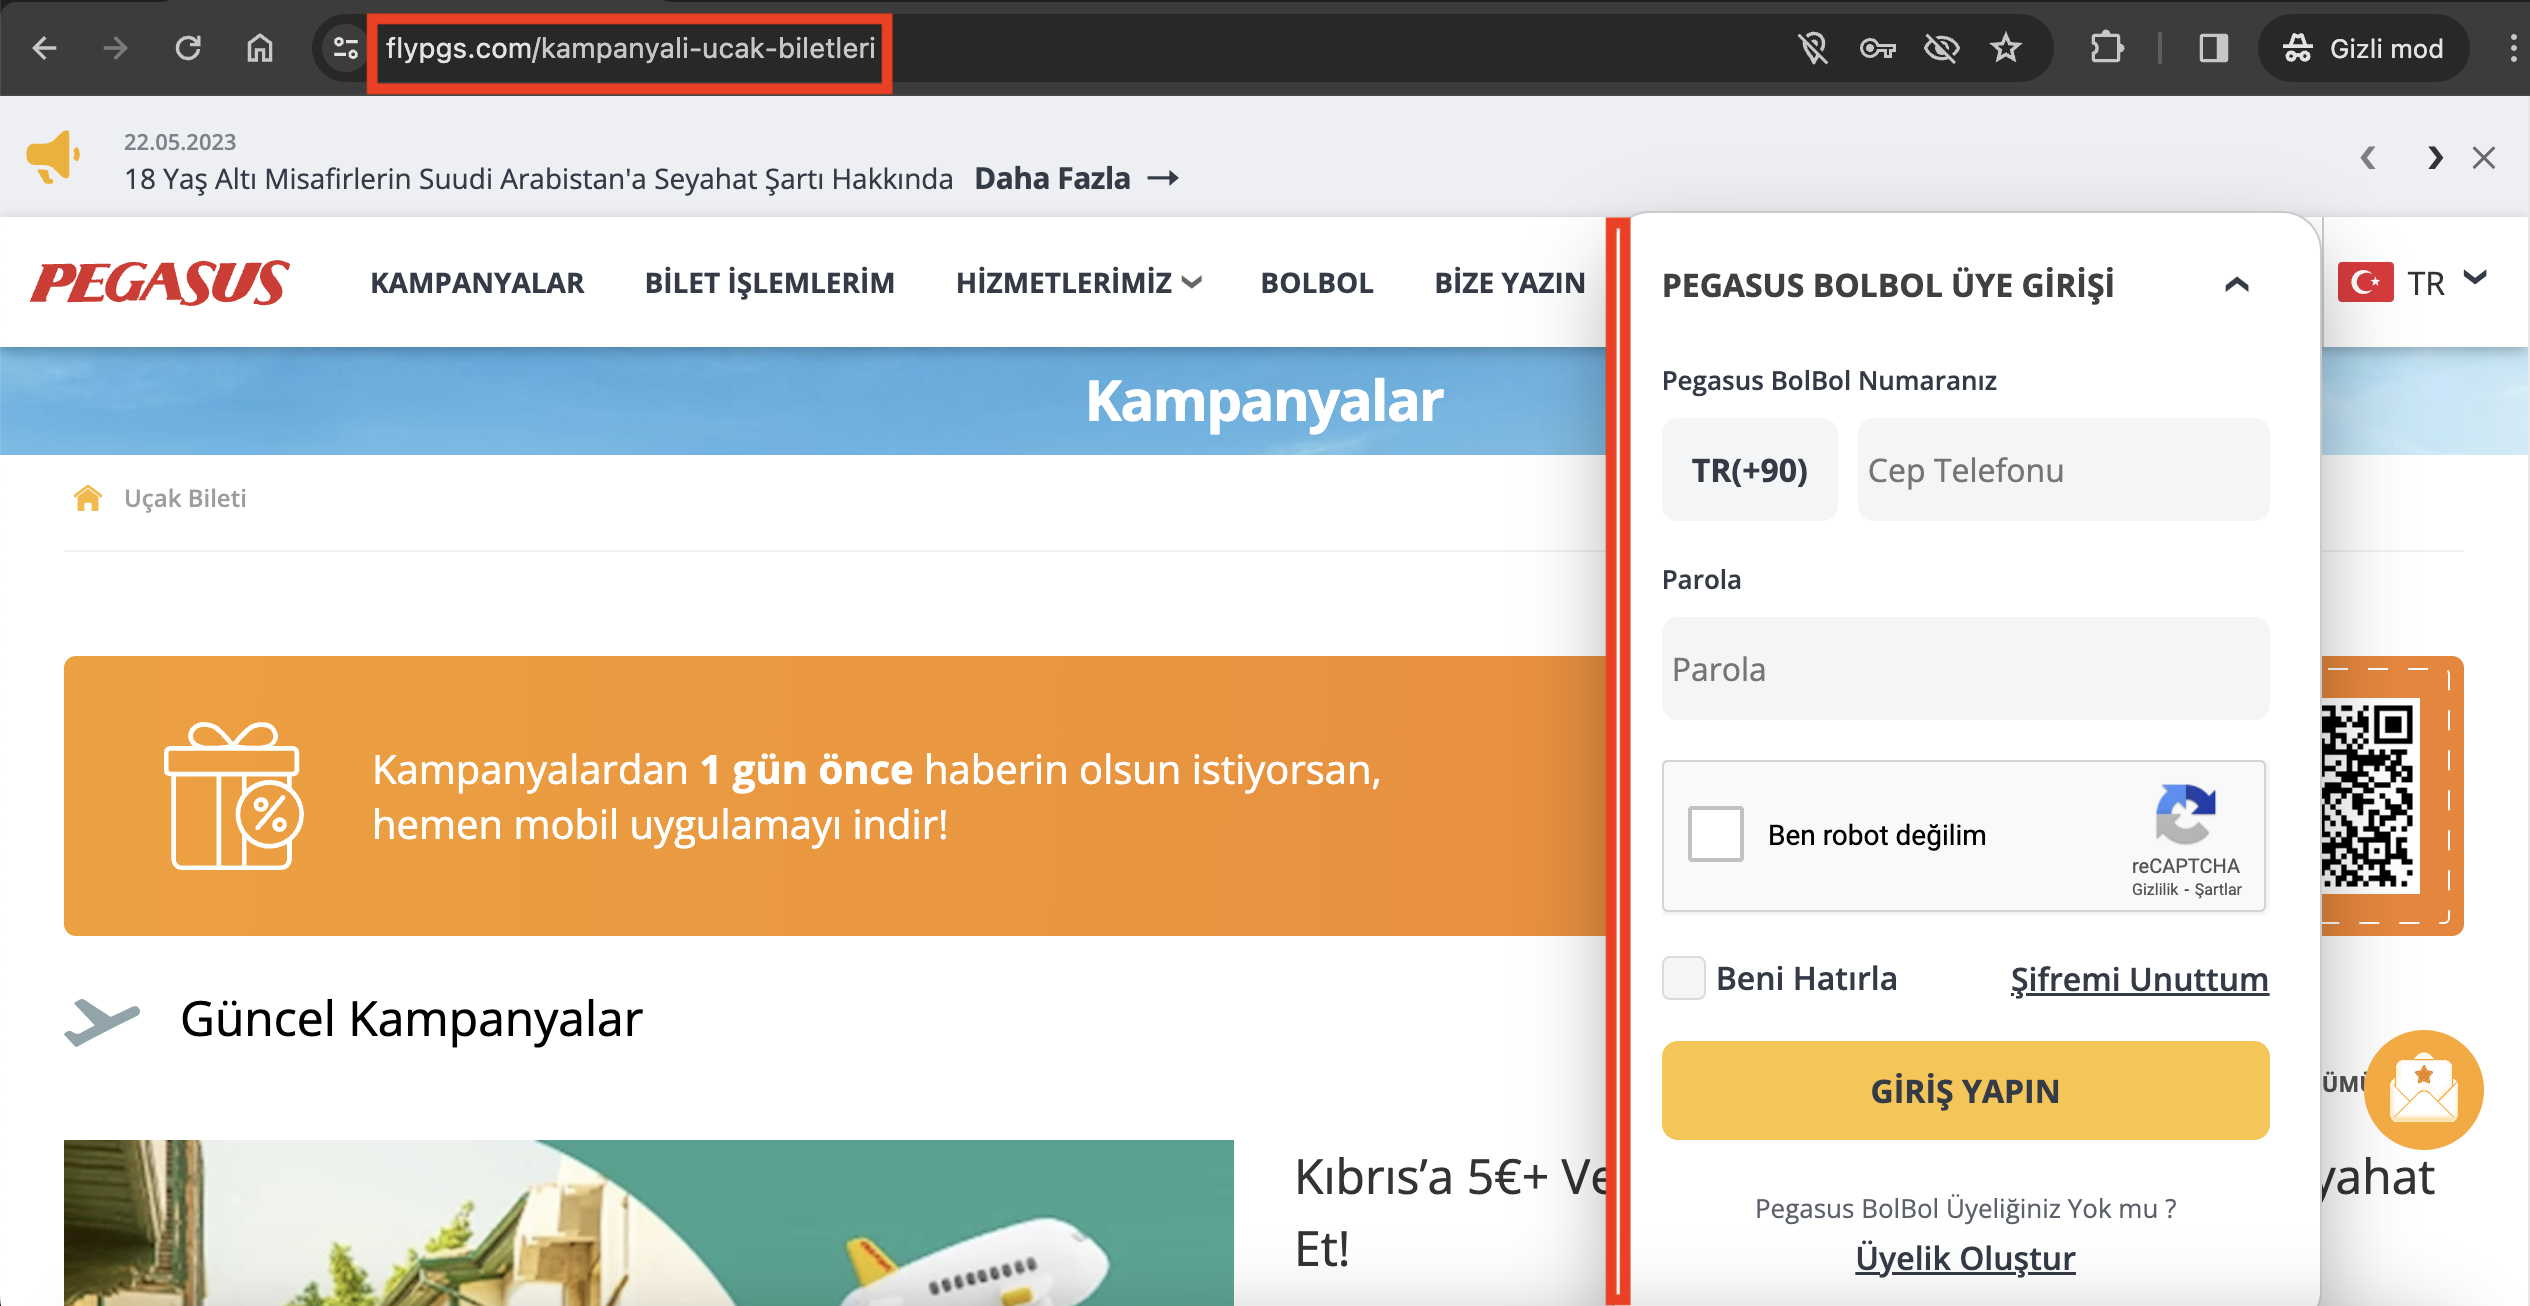 flypgs.com/kampanyali-ucak-biletleri
Gizli mod
22.05.2023
18 Yaş Altı Misafirlerin Suudi Arabistan'a Seyahat Şartı Hakkında Daha Fazla →
PEGASUS
KAMPANYALAR
BİLET İŞLEMLERİM
HİZMETLERİMİZ
BOLBOL
BİZE YAZIN
PEGASUS BOLBOL ÜYE GİRİŞİ
TR
Kampanyalar
Pegasus BolBol Numaranız
TR(+90)
Cep Telefonu
Uçak Bileti
Parola
Parola
Kampanyalardan 1 gün önce haberin olsun istiyorsan,
hemen mobil uygulamayı indir!
Ben robot değilim
reCAPTCHA
Gizlilik - Şartlar
Beni Hatırla
Şifremi Unuttum
Güncel Kampanyalar
GİRİŞ YAPIN
Kıbrıs’a 5€+
Et!
Pegasus BolBol Üyeliğiniz Yok mu ?
Üyelik Oluştur